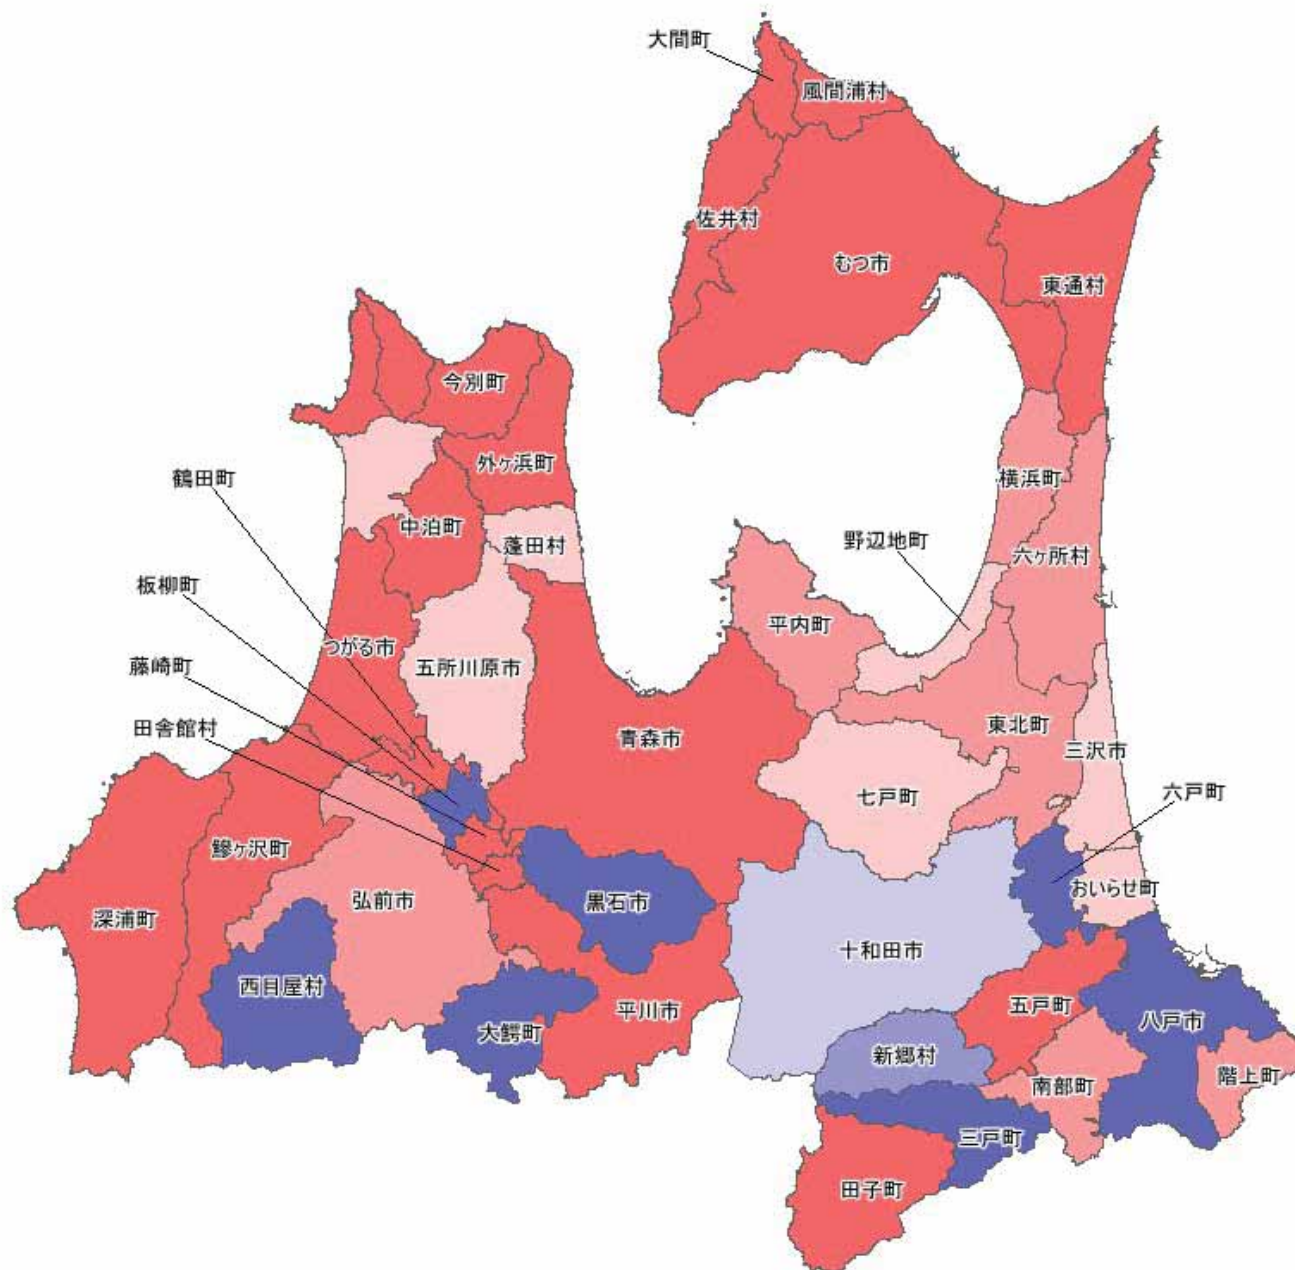 大間町
風間浦村
佐井村
むつ市
東通村
今別町
外ヶ浜町
鶴田町
中泊町
横浜町
蓬田村
野辺地町
六ヶ所村
板柳町
平内町
つがる市
藤崎町
五所川原市
田舎館村
青森市
東北町
三沢市
七戸町
六戸町
鰺ヶ沢町
おいらせ町
弘前市
黒石市
深浦町
十和田市
西目屋村
平川市
五戸町
八戸市
大鰐町
新郷村
階上町
南部町
三戸町
田子町